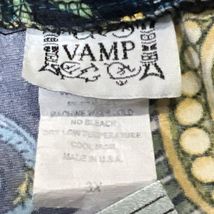 VAMP
MACHINE WASH COLD
NO BLEACH
DRY LOW TEMPERATURE
COOL IRON
MADE IN U.S.A.
3X